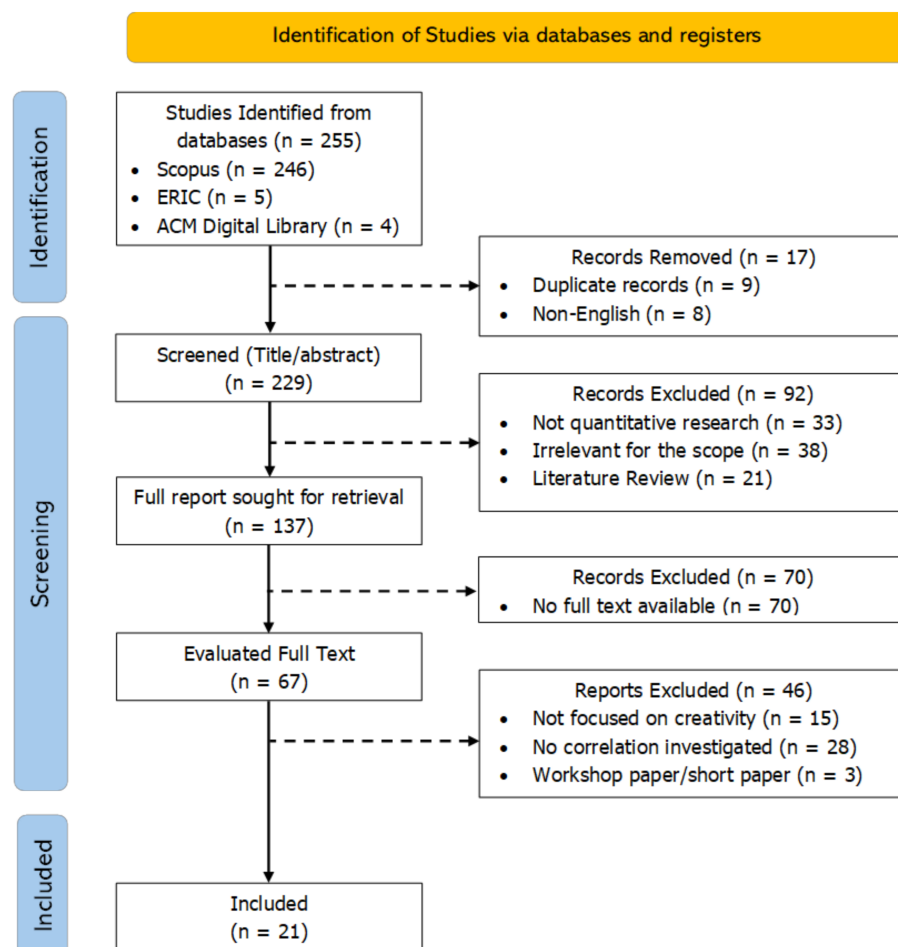 Identification of Studies via databases and registers
Identification
Studies Identified from
databases (n = 255)
• Scopus (n = 246)
• ERIC (n = 5)
• ACM Digital Library (n = 4)
Records Removed (n = 17)
• Duplicate records (n = 9)
• Non-English (n = 8)
Screening
Screened (Title/abstract)
(n = 229)
Records Excluded (n = 92)
• Not quantitative research (n = 33)
• Irrelevant for the scope (n = 38)
• Literature Review (n = 21)
Full report sought for retrieval
(n = 137)
Records Excluded (n = 70)
• No full text available (n = 70)
Evaluated Full Text
(n = 67)
Reports Excluded (n = 46)
• Not focused on creativity (n = 15)
• No correlation investigated (n = 28)
• Workshop paper/short paper (n = 3)
Included
Included
(n = 21)